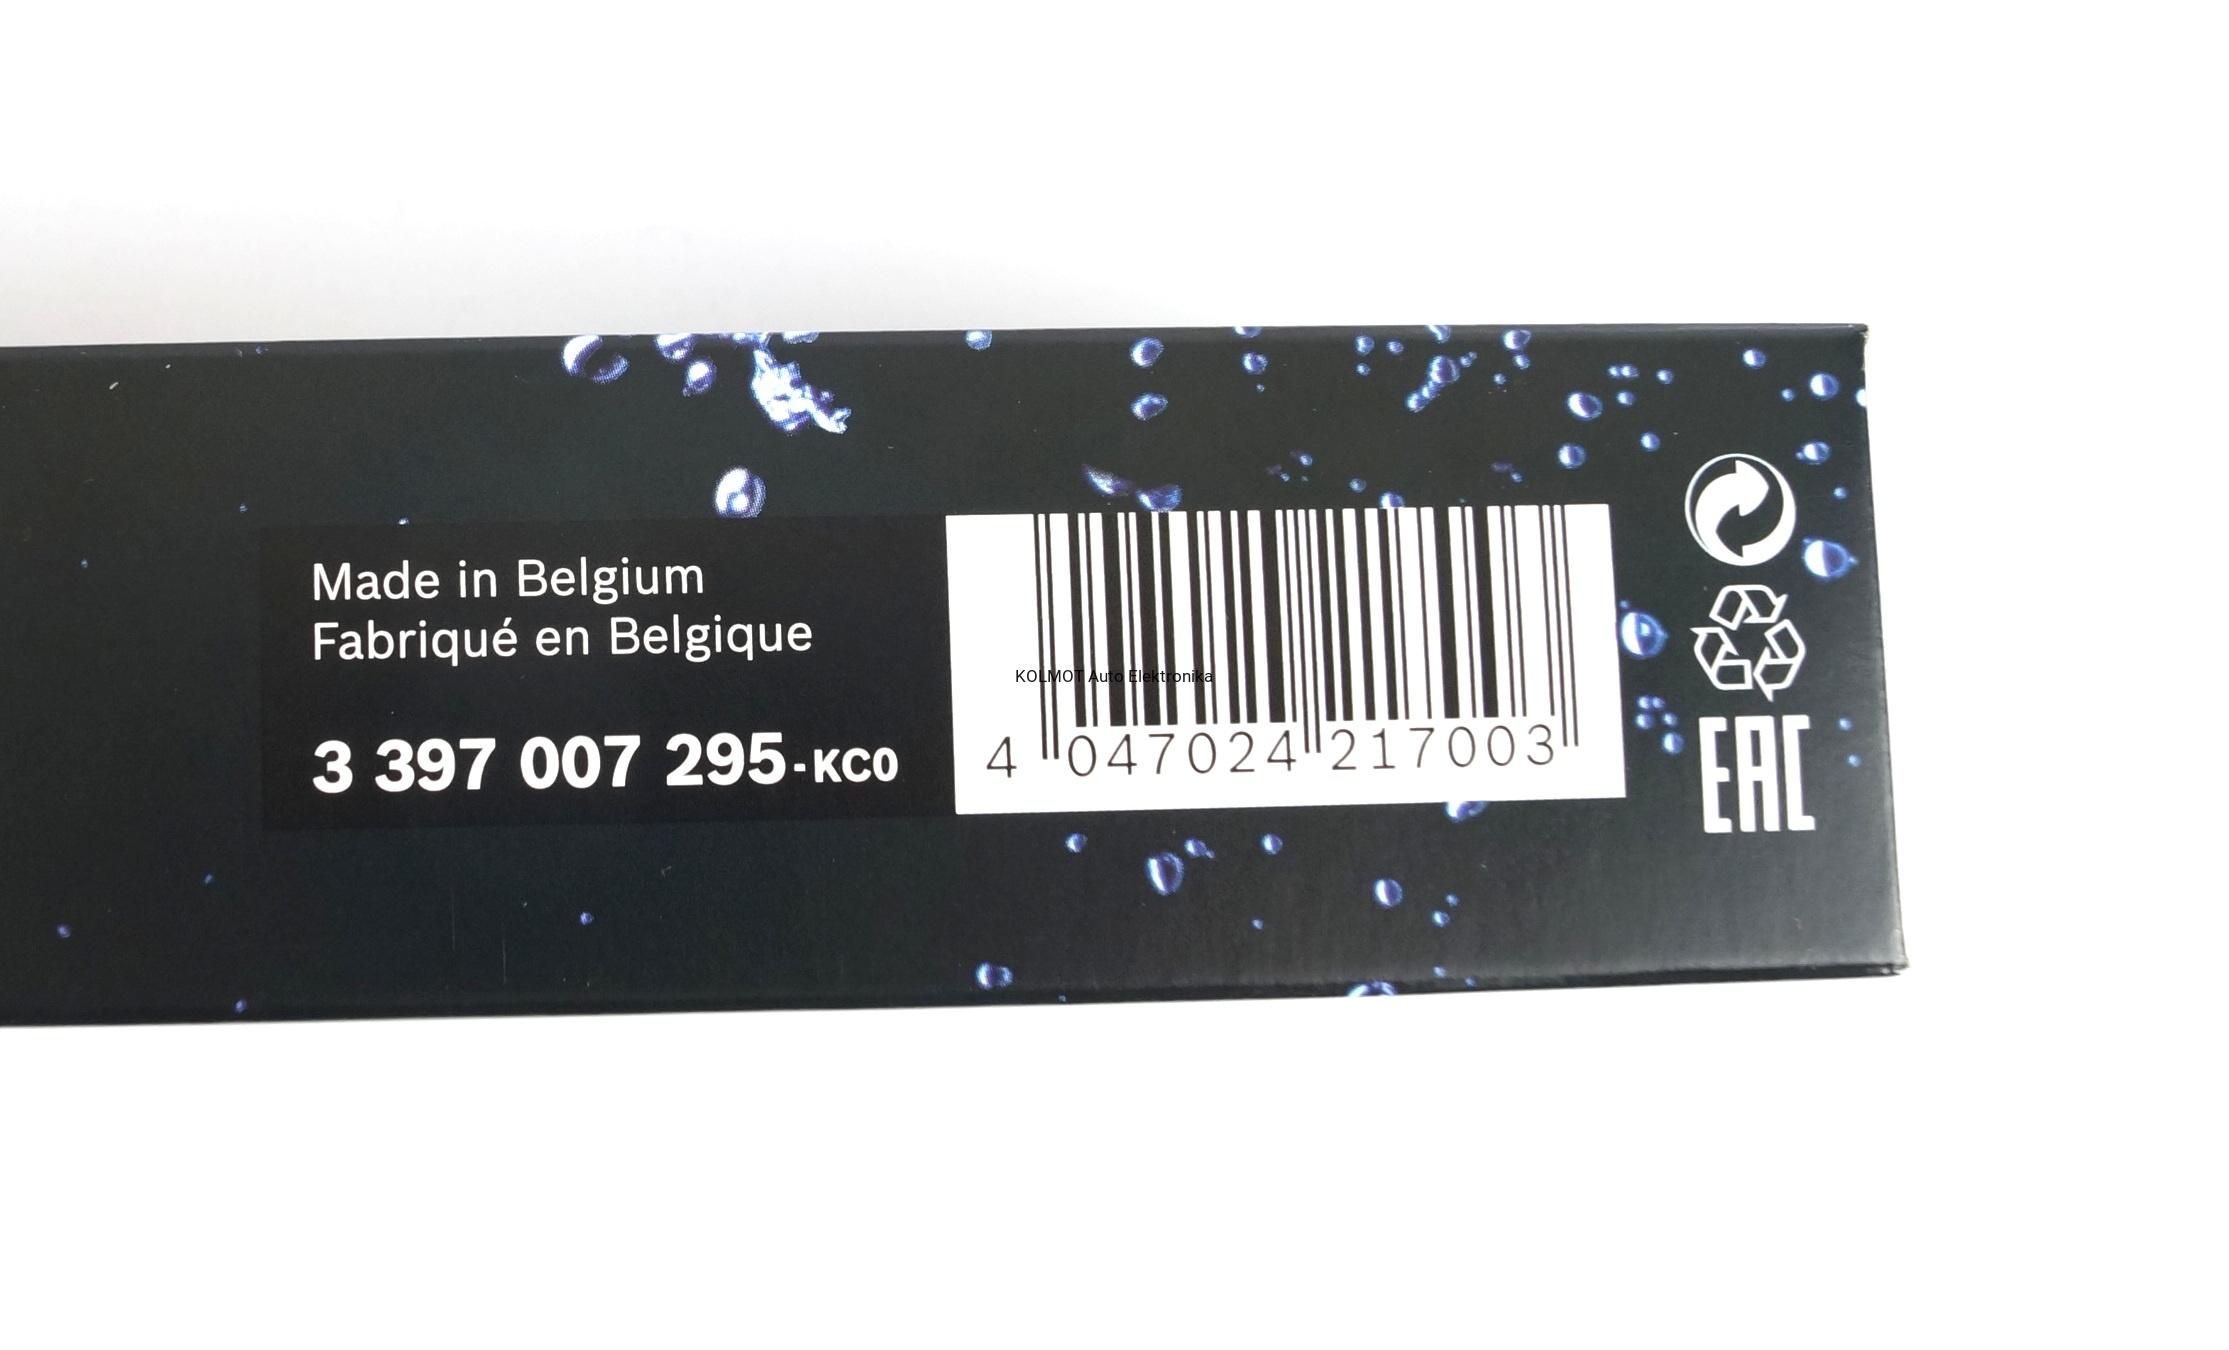 Made in Belgium
Fabriqué en Belgique
3 397 007 295-KC0
4 047024 217003
KOLMOT Auto Elektronika
EAC